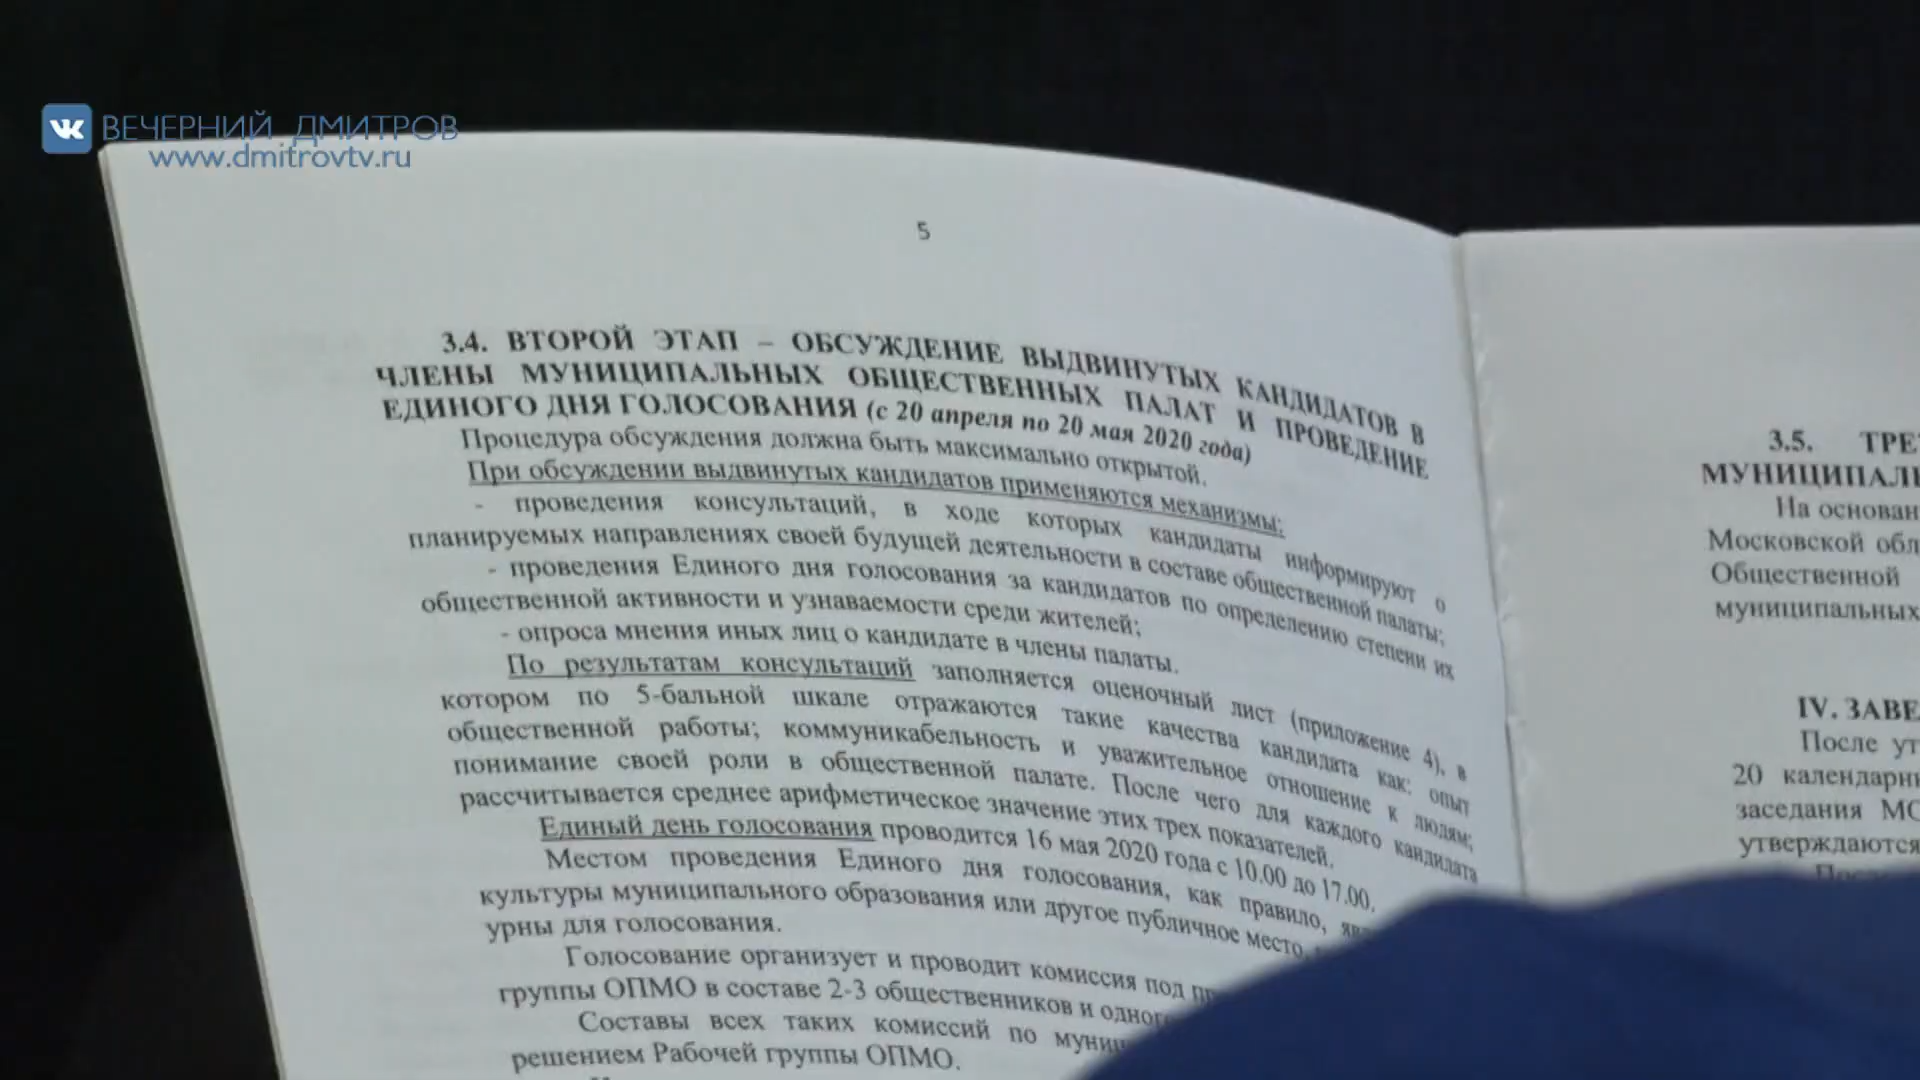 ВЕЧЕРНИЙ ДМИТРОВ
www.dmitrovtv.ru
5
3.4. ВТОРОЙ ЭТАП – ОБСУЖДЕНИЕ ВЫДВИНУТЫХ КАНДИДАТОВ В
ЧЛЕНЫ МУНИЦИПАЛЬНЫХ ОБЩЕСТВЕННЫХ ПАЛАТ И ПРОВЕДЕНИЕ
ЕДИНОГО ДНЯ ГОЛОСОВАНИЯ (с 20 апреля по 20 мая 2020 года)
Процедура обсуждения должна быть максимально открытой.
При обсуждении выдвинутых кандидатов применяются механизмы:
- проведения консультаций, в ходе которых кандидаты информируют о
планируемых направлениях своей будущей деятельности в составе общественной палаты;
- проведения Единого дня голосования за кандидатов по определению степени их
общественной активности и узнаваемости среди жителей;
- опроса мнения иных лиц о кандидате в члены палаты.
По результатам консультаций заполняется оценочный лист (приложение 4), в
котором по 5-бальной шкале отражаются такие качества кандидата как: опыт
общественной работы; коммуникабельность и уважительное отношение к людям;
понимание своей роли в общественной палате. После чего для каждого кандидата
рассчитывается среднее арифметическое значение этих трех показателей.
Единый день голосования проводится 16 мая 2020 года с 10.00 до 17.00.
Местом проведения Единого дня голосования, как правило,
культуры муниципального образования или другое публичное место,
урны для голосования.
Голосование организует и проводит комиссия под
группы ОПМО в составе 2-3 общественников и
Составы всех таких комиссий по
решением Рабочей группы ОПМО.
3.5. ТРЕ
МУНИЦИПАЛЬ
На основан
Московской обл
Общественной
муниципальных
IV. ЗАВЕ
После ут
20 календарн
заседания МО
утверждаются